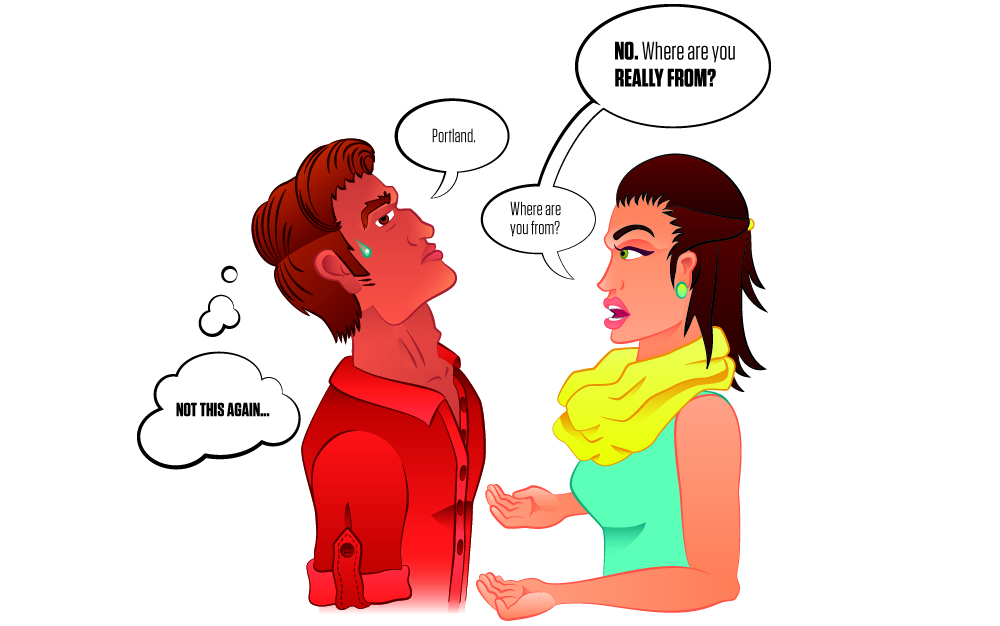 Where are
you from?
Portland.
NO. Where are you
REALLY FROM?
NOT THIS AGAIN...